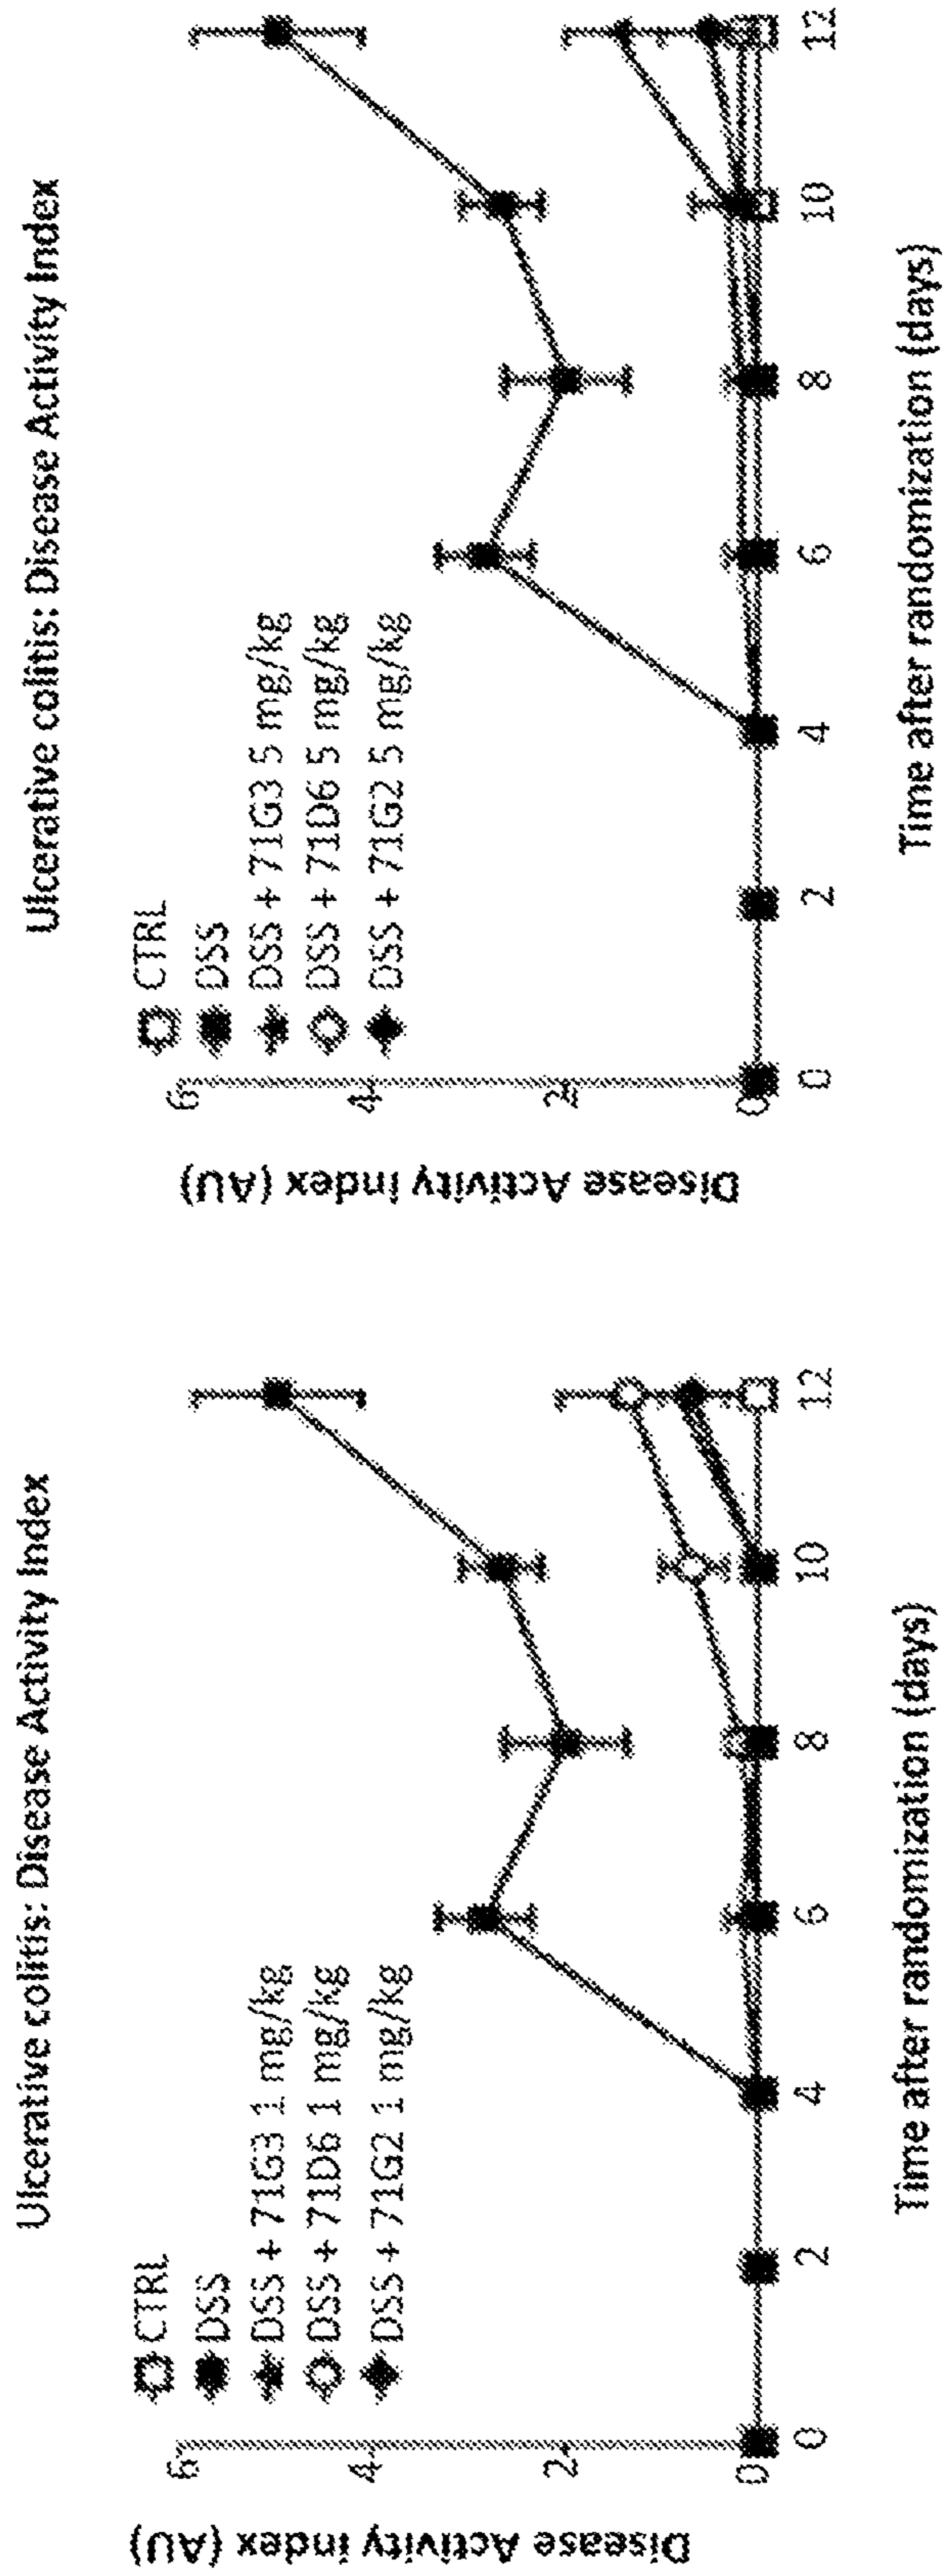 Ulcerative colitis: Disease Activity Index
CTRL
DSS
DSS + 71G3 1 mg/kg
DSS + 71D6 1 mg/kg
DSS + 71G2 1 mg/kg
Disease Activity index (AU)
6
4
2
0
0 2 4 6 8 10 12
Time after randomization (days)
Ulcerative colitis: Disease Activity Index
CTRL
DSS
DSS + 71G3 5 mg/kg
DSS + 71D6 5 mg/kg
DSS + 71G2 5 mg/kg
Disease Activity index (AU)
6
4
2
0
0 2 4 6 8 10 12
Time after randomization (days)